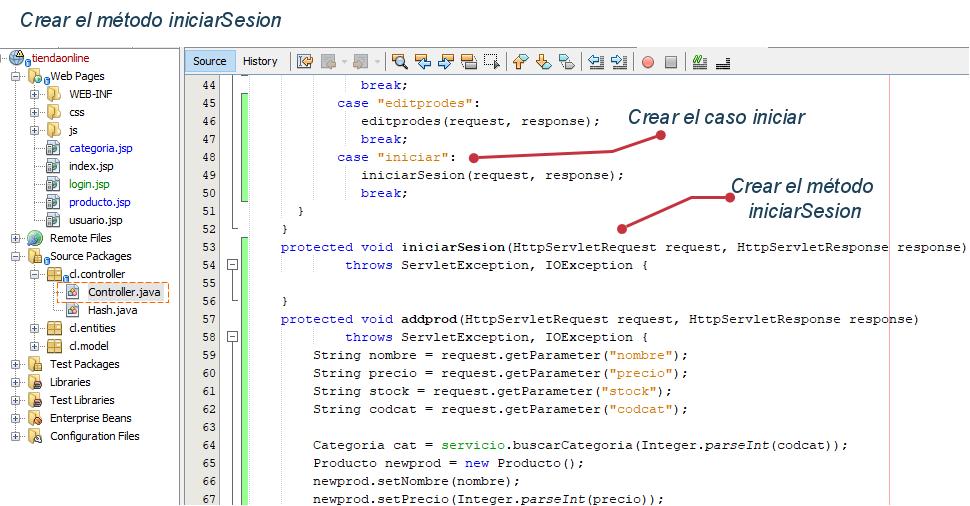 Crear el método iniciarSesion
tiendaonline
Web Pages
WEB-INF
css
js
categoria.jsp
index.jsp
login.jsp
producto.jsp
usuario.jsp
Remote Files
Source Packages
cl.controller
Controller.java
Hash.java
cl.entities
cl.model
Test Packages
Libraries
Test Libraries
Enterprise Beans
Configuration Files
Source History
44 break;
45 case "editprodes":
46 editprodes(request, response);
47 break;
48 case "iniciar":
49 iniciarSesion(request, response);
50 break;
51 }
52 }
53 protected void iniciarSesion(HttpServletRequest request, HttpServletResponse response)
54 throws ServletException, IOException {
55
56 }
57 protected void addprod(HttpServletRequest request, HttpServletResponse response)
58 throws ServletException, IOException {
59 String nombre = request.getParameter("nombre");
60 String precio = request.getParameter("precio");
61 String stock = request.getParameter("stock");
62 String codcat = request.getParameter("codcat");
63
64 Categoria cat = servicio.buscarCategoria(Integer.parseInt(codcat));
65 Producto newprod = new Producto();
66 newprod.setNombre(nombre);
67 newprod.setPrecio(Integer.parseInt(precio));
Crear el caso iniciar
Crear el método
iniciarSesion